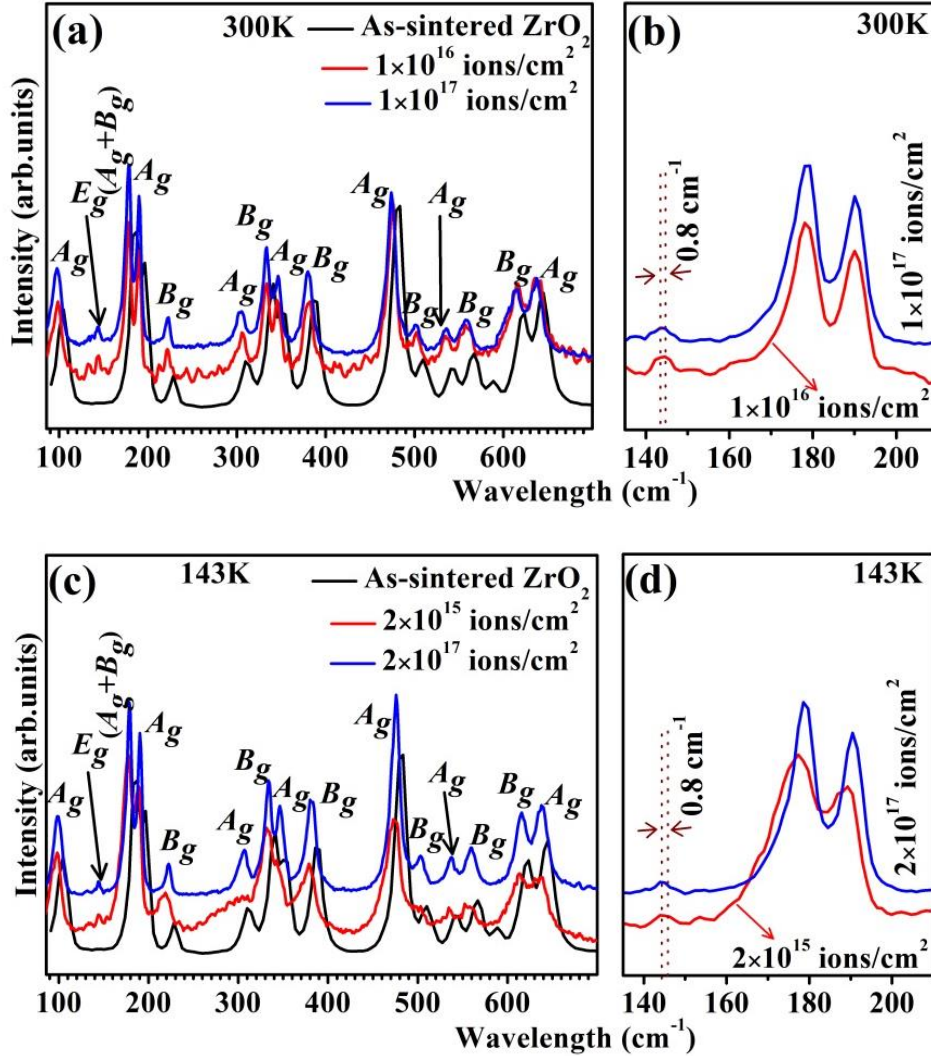 (a)
300K
As-sintered ZrO2
1×10^16 ions/cm^2
1×10^17 ions/cm^2
Intensity (arb.units)
Ag
Eg(Ag+Bg)
Ag
Bg
Ag
Bg
Ag
Bg
Ag
Bg
Ag
Bg
Bg
Ag
100 200 300 400 500 600
(b)
300K
0.8 cm^-1
1×10^17 ions/cm^2
1×10^16 ions/cm^2
140 160 180 200
Wavelength (cm^-1)
(c)
143K
As-sintered ZrO2
2×10^15 ions/cm^2
2×10^17 ions/cm^2
Intensity (arb.units)
Ag
Eg(Ag+Bg)
Ag
Bg
Ag
Bg
Ag
Bg
Ag
Bg
Ag
Bg
Bg
Ag
100 200 300 400 500 600
(d)
143K
0.8 cm^-1
2×10^17 ions/cm^2
2×10^15 ions/cm^2
140 160 180 200
Wavelength (cm^-1)